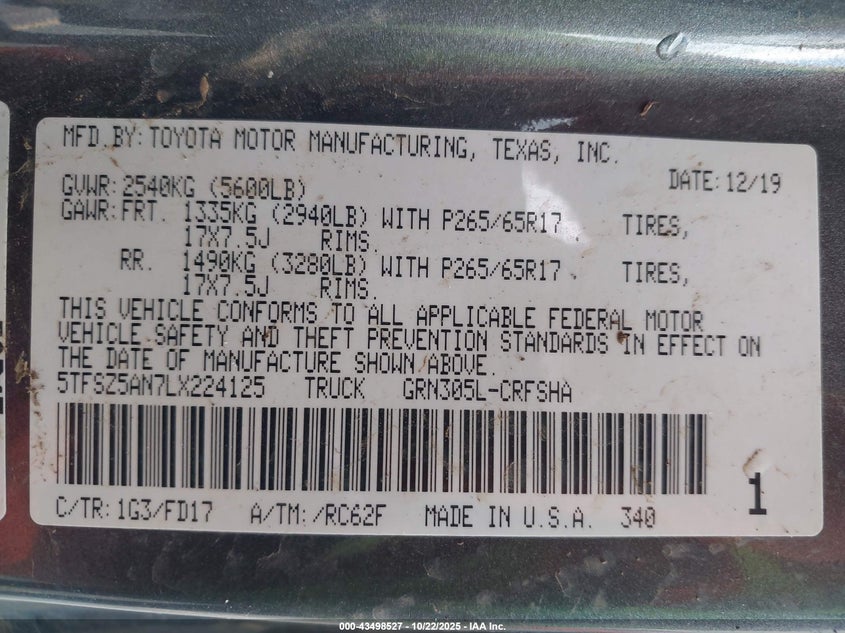 MFD.BY:TOYOTA MOTOR MANUFACTURING, TEXAS, INC.
GVWR:2540KG (5600LB) DATE:12/19
GAWR:FRT. 1335KG (2940LB) WITH P265/65R17 . TIRES,
17X7.5J RIMS.
RR. 1490KG (3280LB) WITH P265/65R17 . TIRES,
17X7.5J RIMS.
THIS VEHICLE CONFORMS TO ALL APPLICABLE FEDERAL MOTOR
VEHICLE SAFETY AND THEFT PREVENTION STANDARDS IN EFFECT ON
THE DATE OF MANUFACTURE SHOWN ABOVE.
5TFSZ5AN7LX224125 TRUCK GRN305L-CRFSHA
1
C/TR:1G3/FD17 A/TM:/RC62F MADE IN U.S.A. 340
000-43498527 - 10/22/2025 - IAA Inc.